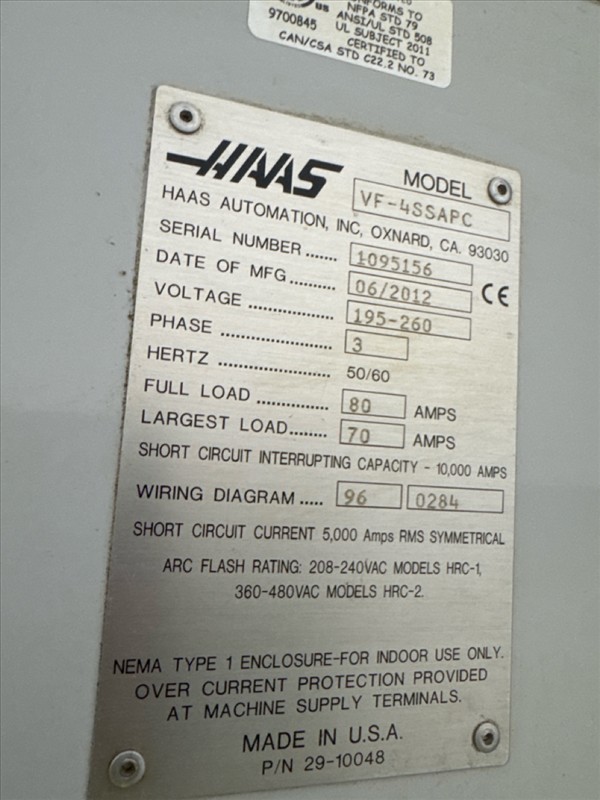 CONFORMS TO
NFPA STD 79
ANSI/UL STD 508
UL SUBJECT 2011
CERTIFIED TO
CAN/CSA STD C22.2 NO. 73
us
9700845
HAAS
MODEL VF-4SSAPC
HAAS AUTOMATION, INC, OXNARD, CA. 93030
SERIAL NUMBER ...... 1095156
DATE OF MFG......... 06/2012 CE
VOLTAGE ................. 195-260
PHASE ...................... 3
HERTZ ...................... 50/60
FULL LOAD .............. 80 AMPS
LARGEST LOAD........ 70 AMPS
SHORT CIRCUIT INTERRUPTING CAPACITY - 10,000 AMPS
WIRING DIAGRAM ..... 96 0284
SHORT CIRCUIT CURRENT 5,000 Amps RMS SYMMETRICAL
ARC FLASH RATING: 208-240VAC MODELS HRC-1,
360-480VAC MODELS HRC-2.
NEMA TYPE 1 ENCLOSURE-FOR INDOOR USE ONLY.
OVER CURRENT PROTECTION PROVIDED
AT MACHINE SUPPLY TERMINALS.
MADE IN U.S.A.
P/N 29-10048